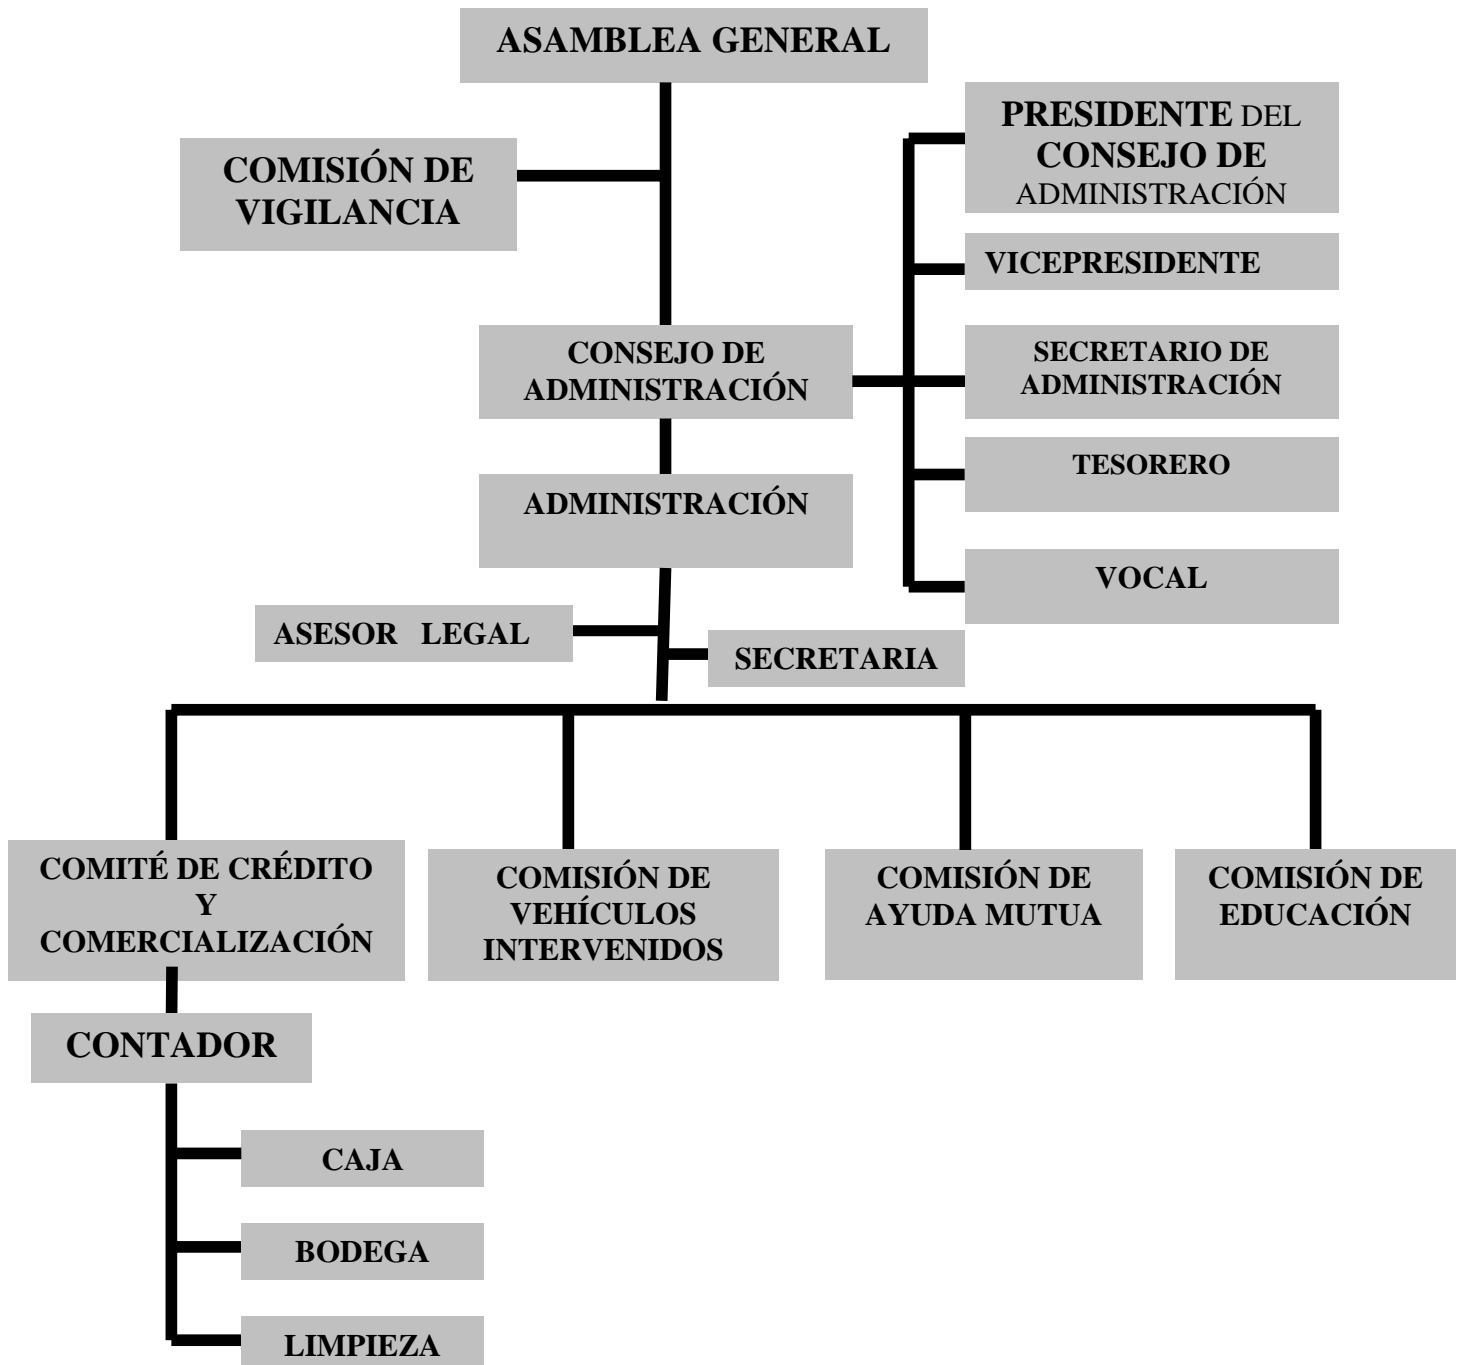 ASAMBLEA GENERAL
PRESIDENTE DEL
CONSEJO DE
ADMINISTRACIÓN
COMISIÓN DE
VIGILANCIA
VICEPRESIDENTE
CONSEJO DE
ADMINISTRACIÓN
SECRETARIO DE
ADMINISTRACIÓN
TESORERO
ADMINISTRACIÓN
VOCAL
ASESOR LEGAL
SECRETARIA
COMITÉ DE CRÉDITO
Y
COMERCIALIZACIÓN
COMISIÓN DE
VEHÍCULOS
INTERVENIDOS
COMISIÓN DE
AYUDA MUTUA
COMISIÓN DE
EDUCACIÓN
CONTADOR
CAJA
BODEGA
LIMPIEZA